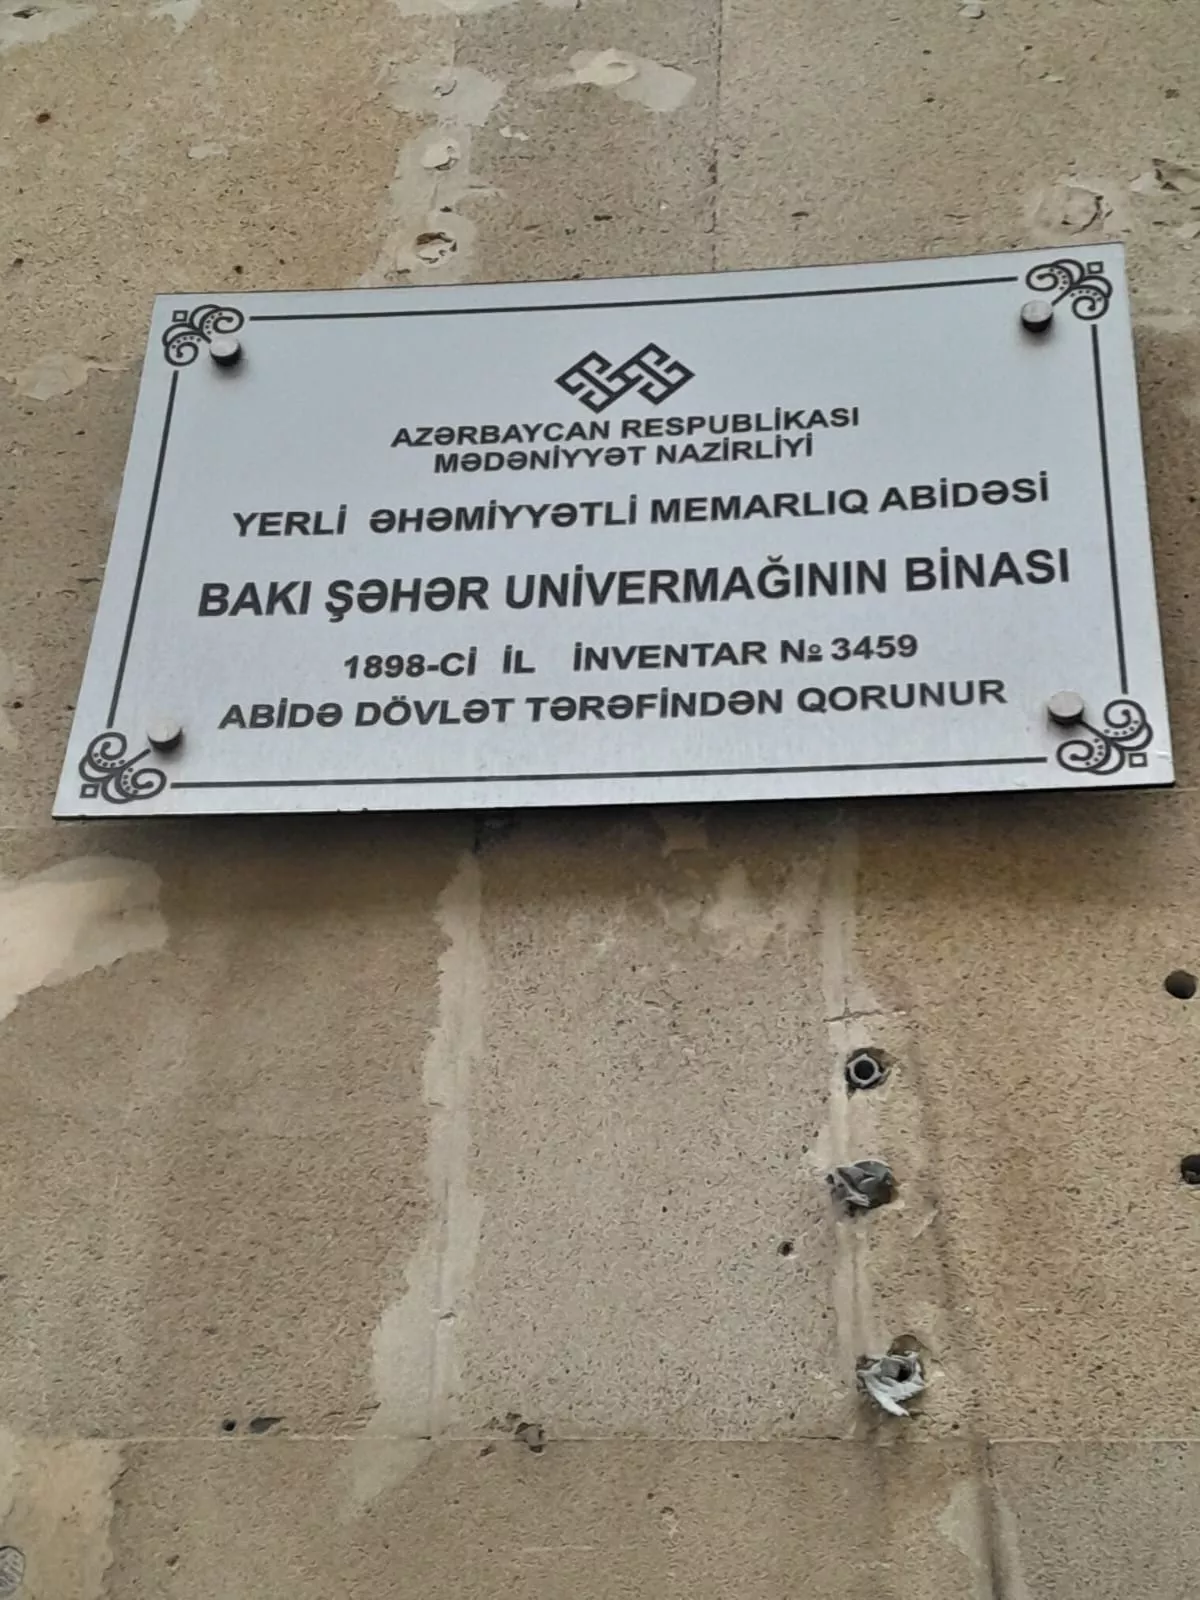 AZƏRBAYCAN RESPUBLİKASI
MƏDƏNİYYƏT NAZİRLİYİ
YERLİ ƏHƏMİYYƏTLİ MEMARLIQ ABİDƏSİ
BAKI ŞƏHƏR UNİVERMAĞININ BİNASI
1898-Cİ İL İNVENTAR № 3459
ABİDƏ DÖVLƏT TƏRƏFİNDƏN QORUNUR